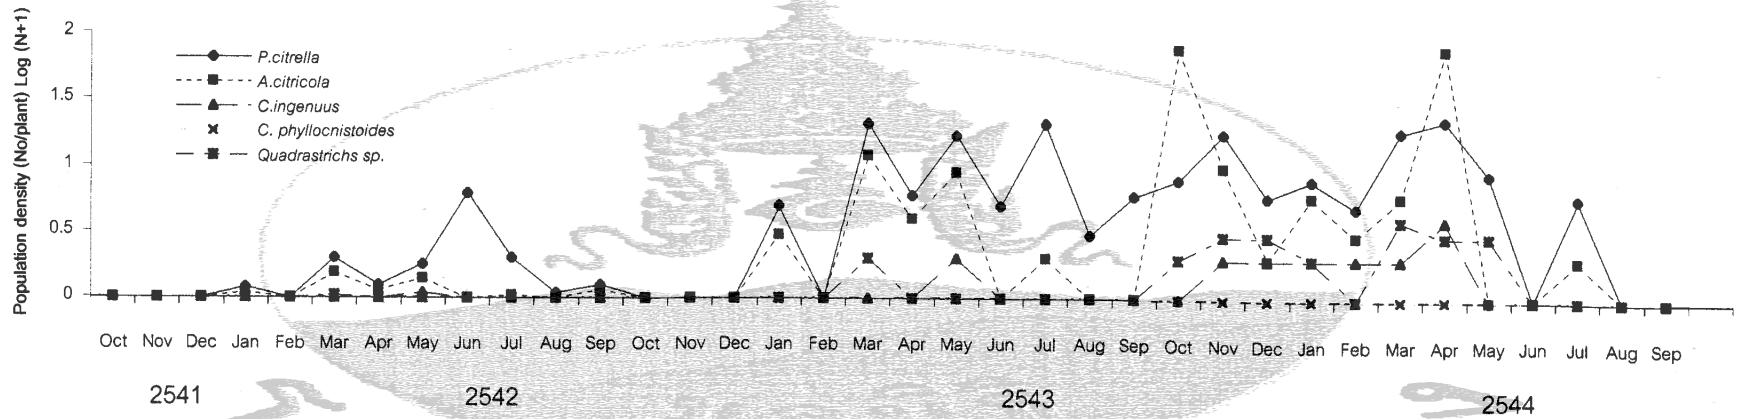 Population density (No/plant) Log (N+1)
2
1.5
1
0.5
0
P.citrella
A.citricola
C.ingenuus
C. phyllocnistoides
Quadrastrichs sp.
Oct Nov Dec Jan Feb Mar Apr May Jun Jul Aug Sep Oct Nov Dec Jan Feb Mar Apr May Jun Jul Aug Sep Oct Nov Dec Jan Feb Mar Apr May Jun Jul Aug Sep
2541 2542 2543 2544